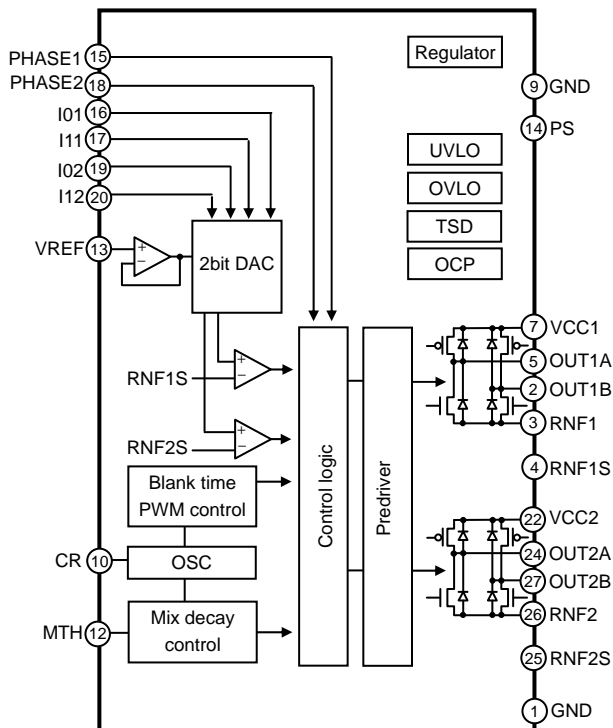 PHASE1 15
PHASE2 18
I01 16
I11 17
I02 19
I12 20
VREF 13
+
−
2bit DAC
Regulator
9 GND
14 PS
UVLO
OVLO
TSD
OCP
RNF1S
+
−
RNF2S
+
−
Blank time
PWM control
CR 10
OSC
MTH 12
Mix decay
control
Control logic
Predriver
7 VCC1
5 OUT1A
2 OUT1B
3 RNF1
4 RNF1S
22 VCC2
24 OUT2A
27 OUT2B
26 RNF2
25 RNF2S
1 GND